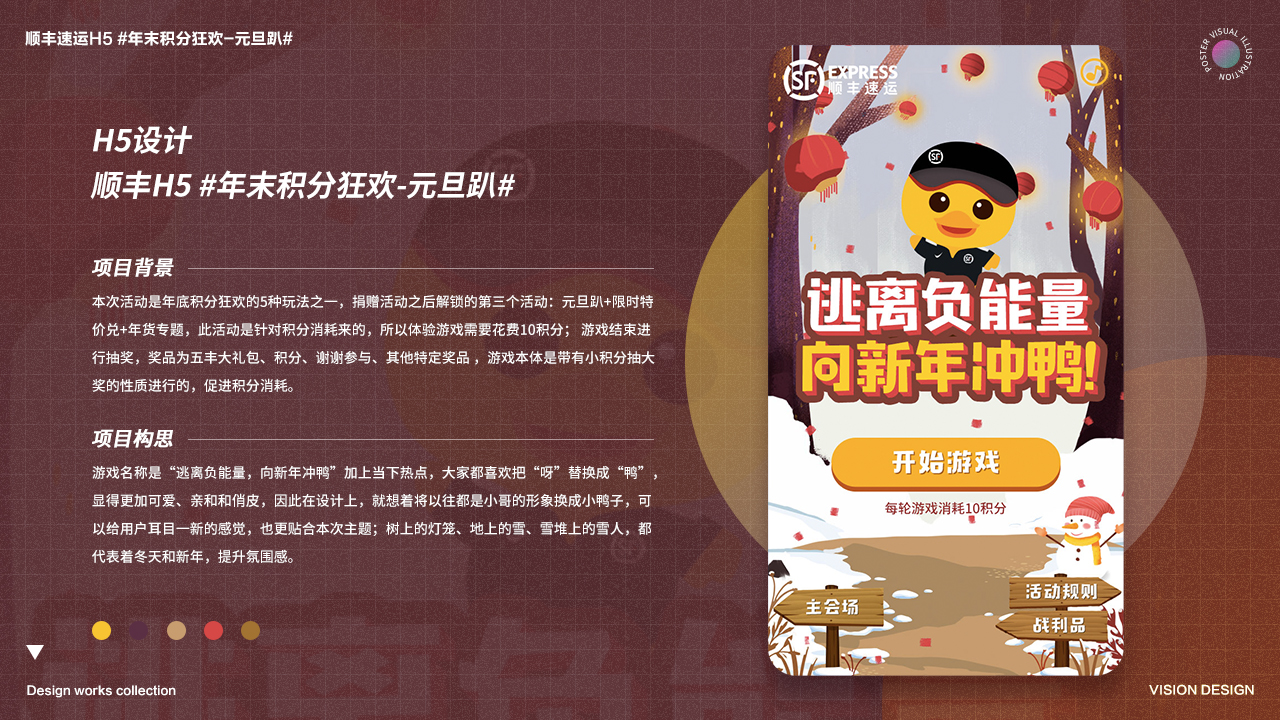 顺丰速运H5 #年末积分狂欢-元旦趴#
POSTER VISUAL ILLUSTRATION
H5设计
顺丰H5 #年末积分狂欢-元旦趴#
项目背景
本次活动是年底积分狂欢的5种玩法之一，捐赠活动之后解锁的第三个活动：元旦趴+限时特
价兑+年货专题，此活动是针对积分消耗来的，所以体验游戏需要花费10积分； 游戏结束进
行抽奖，奖品为五丰大礼包、积分、谢谢参与、其他特定奖品 ，游戏本体是带有小积分抽大
奖的性质进行的，促进积分消耗。
项目构思
游戏名称是“逃离负能量，向新年冲鸭”加上当下热点，大家都喜欢把“呀”替换成“鸭”，
显得更加可爱、亲和和俏皮，因此在设计上，就想着将以往都是小哥的形象换成小鸭子，可
以给用户耳目一新的感觉，也更贴合本次主题；树上的灯笼、地上的雪、雪堆上的雪人，都
代表着冬天和新年，提升氛围感。
SF EXPRESS
顺丰速运
SF
SF
逃离负能量
向新年冲鸭!
开始游戏
每轮游戏消耗10积分
主会场
活动规则
战利品
Design works collection
VISION DESIGN